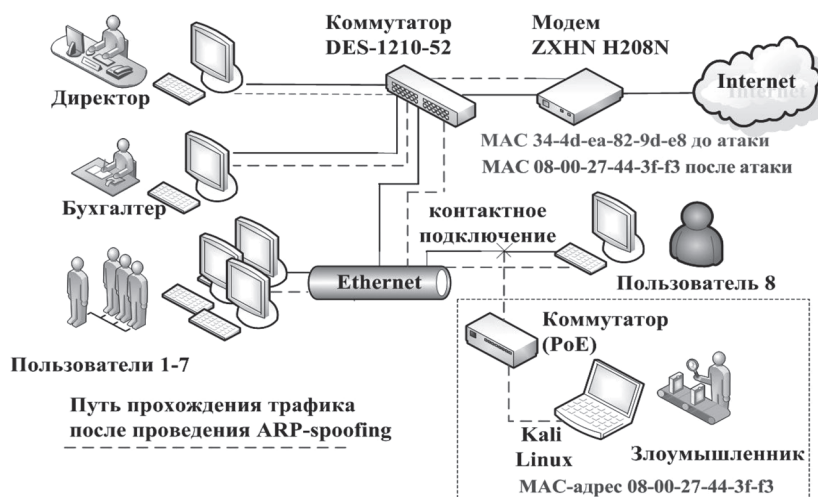 Коммутатор
DES-1210-52
Модем
ZXHN H208N
Internet
Директор
MAC 34-4d-ea-82-9d-e8 до атаки
MAC 08-00-27-44-3f-f3 после атаки
Бухгалтер
контактное
подключение
Ethernet
Пользователь 8
Коммутатор
(PoE)
Пользователи 1-7
Путь прохождения трафика
после проведения ARP-spoofing
Kali
Linux
Злоумышленник
MAC-адрес 08-00-27-44-3f-f3